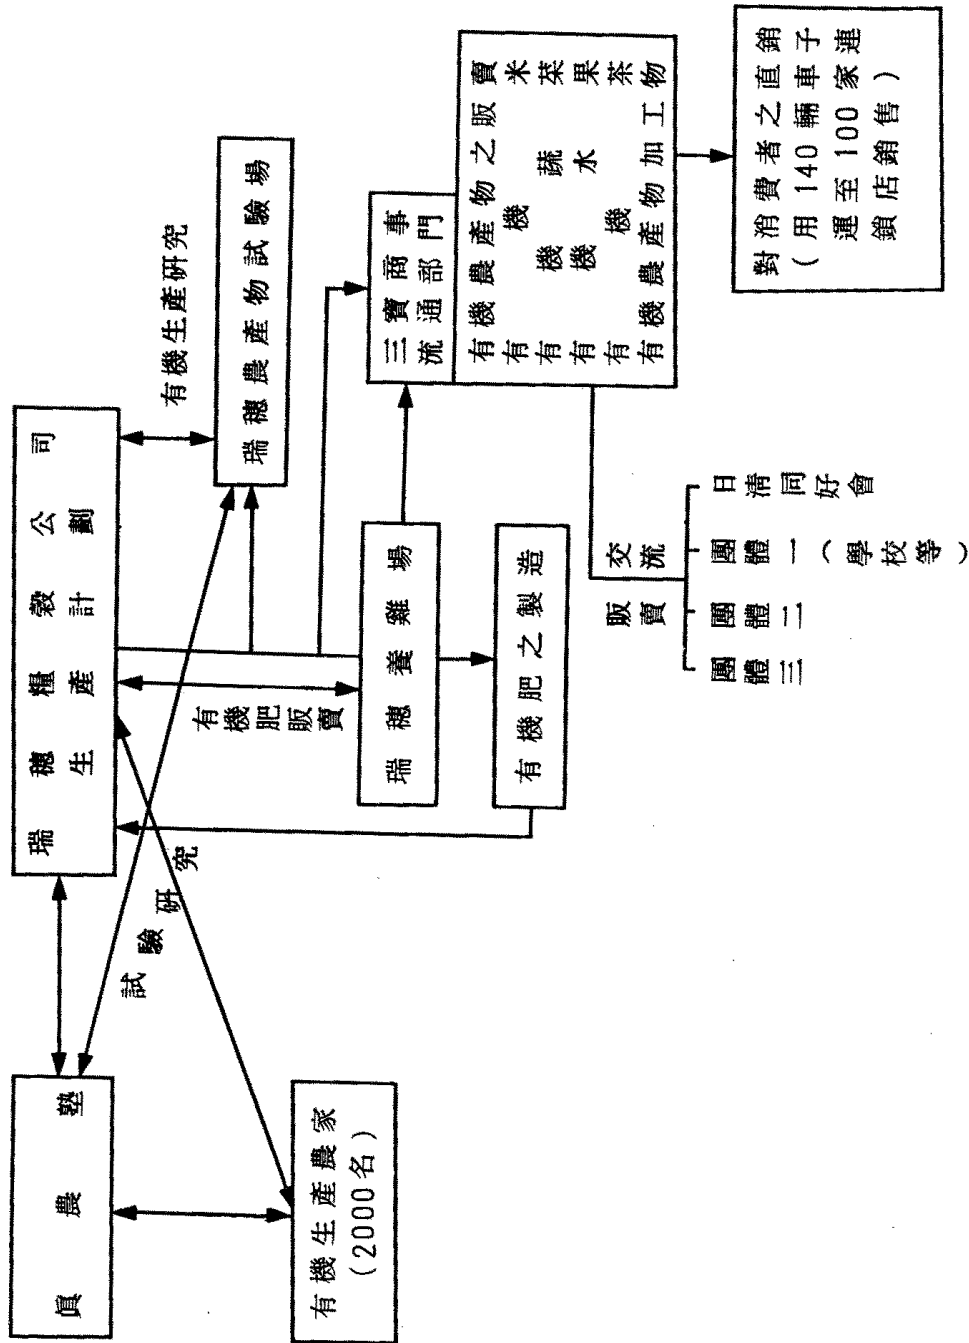 眞農塾
瑞穗糧穀公司
生產計劃
有機生產研究
瑞穗農產物試驗場
試驗研究
有機生產農家
(2000名)
有機肥販賣
瑞穗養雞場
有機肥之製造
三寶商事
流通部門
有機農產物之販賣
有機米
有機蔬菜
有機水果
有機茶
有機農產物加工物
對消費者之直銷
(用140輛車子
運至100家連
鎖店銷售)
交流
販賣
日清同好會
團體一(學校等)
團體二
團體三